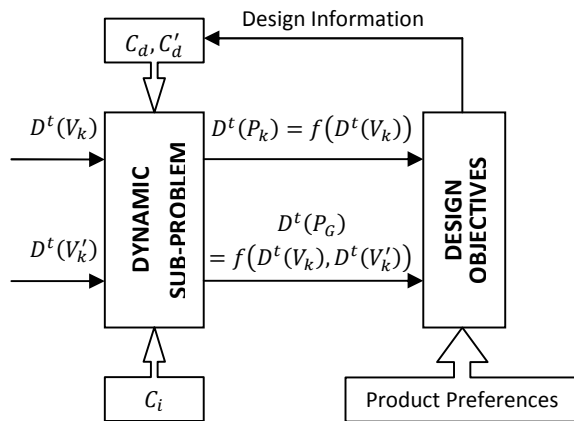 Design Information
C_d, C'_d
D^t(V_k)
D^t(P_k) = f(D^t(V_k))
DYNAMIC
SUB-PROBLEM
DESIGN
OBJECTIVES
D^t(V'_k)
D^t(P_G)
= f(D^t(V_k), D^t(V'_k))
C_i
Product Preferences